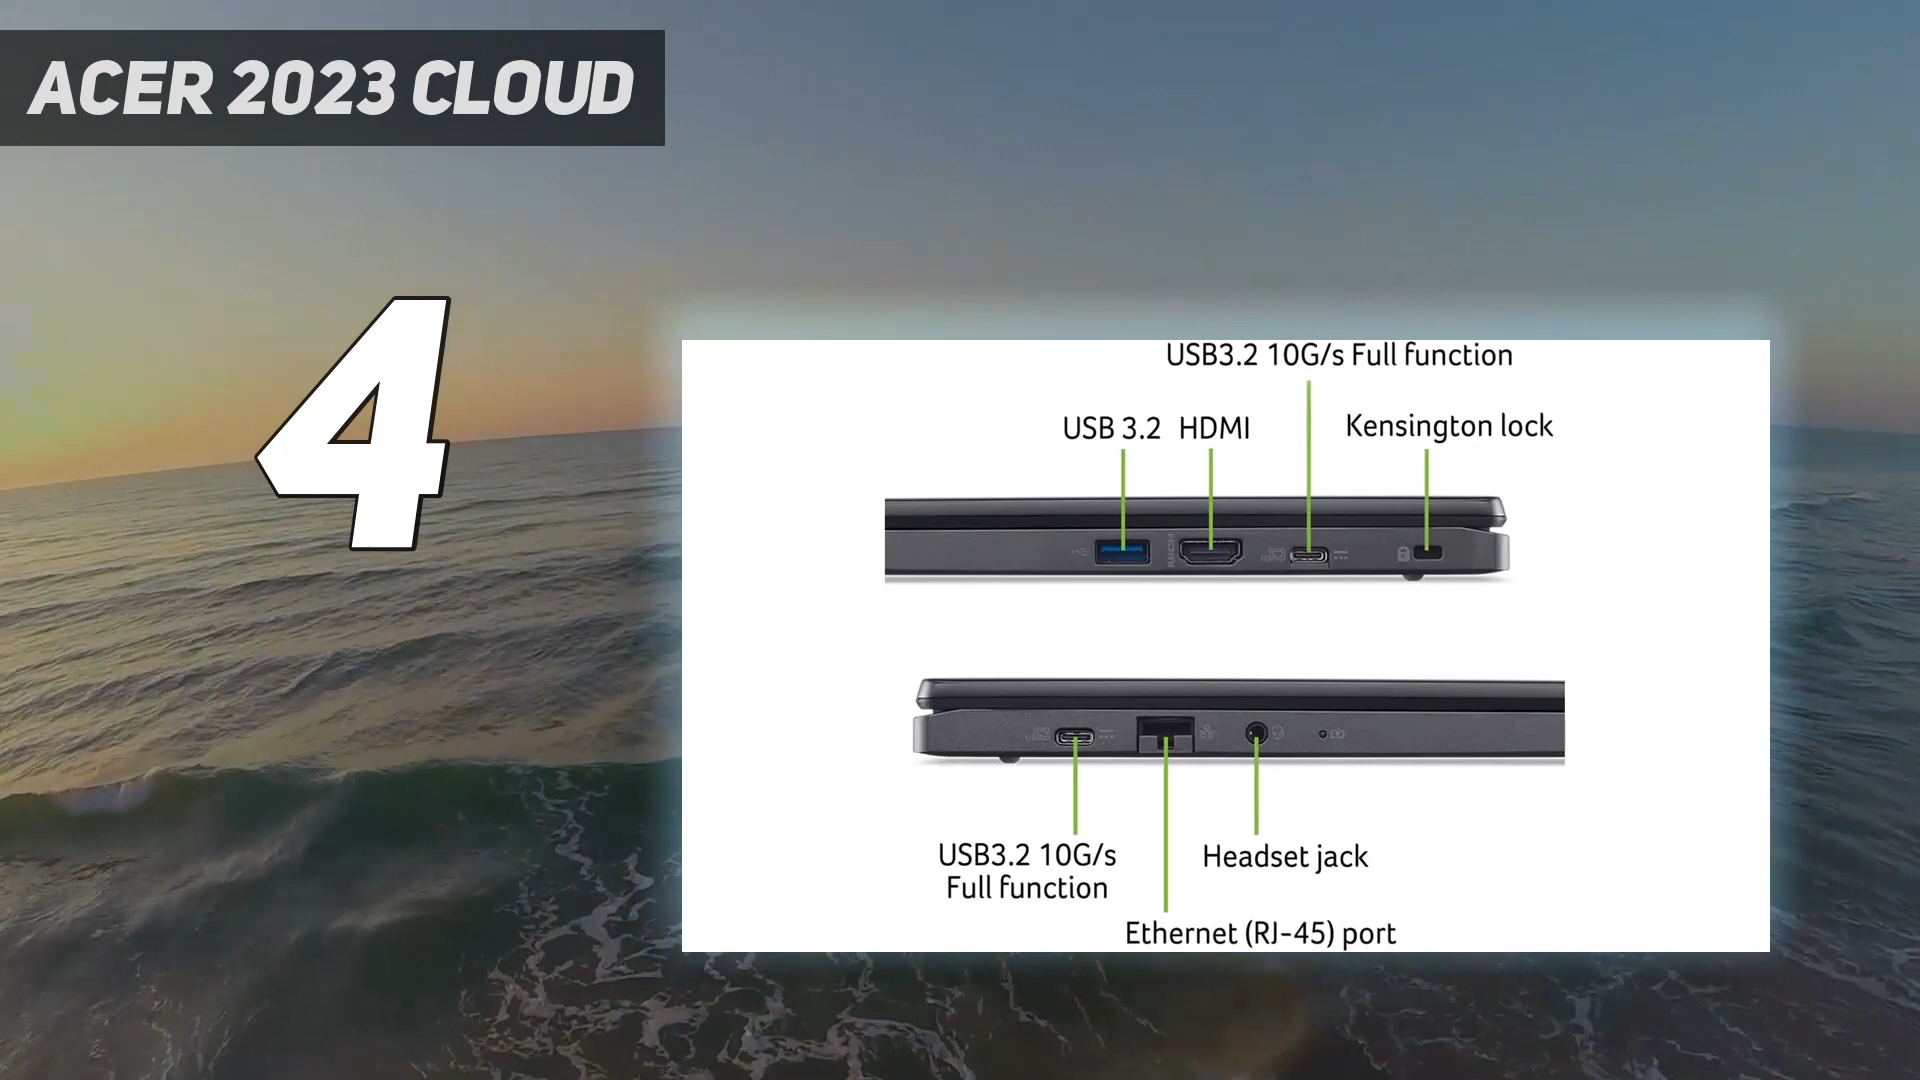 ACER 2023 CLOUD
4
USB3.2 10G/s Full function
USB 3.2 HDMI
Kensington lock
HDMI
USB3.2 10G/s
Full function
Headset jack
Ethernet (RJ-45) port